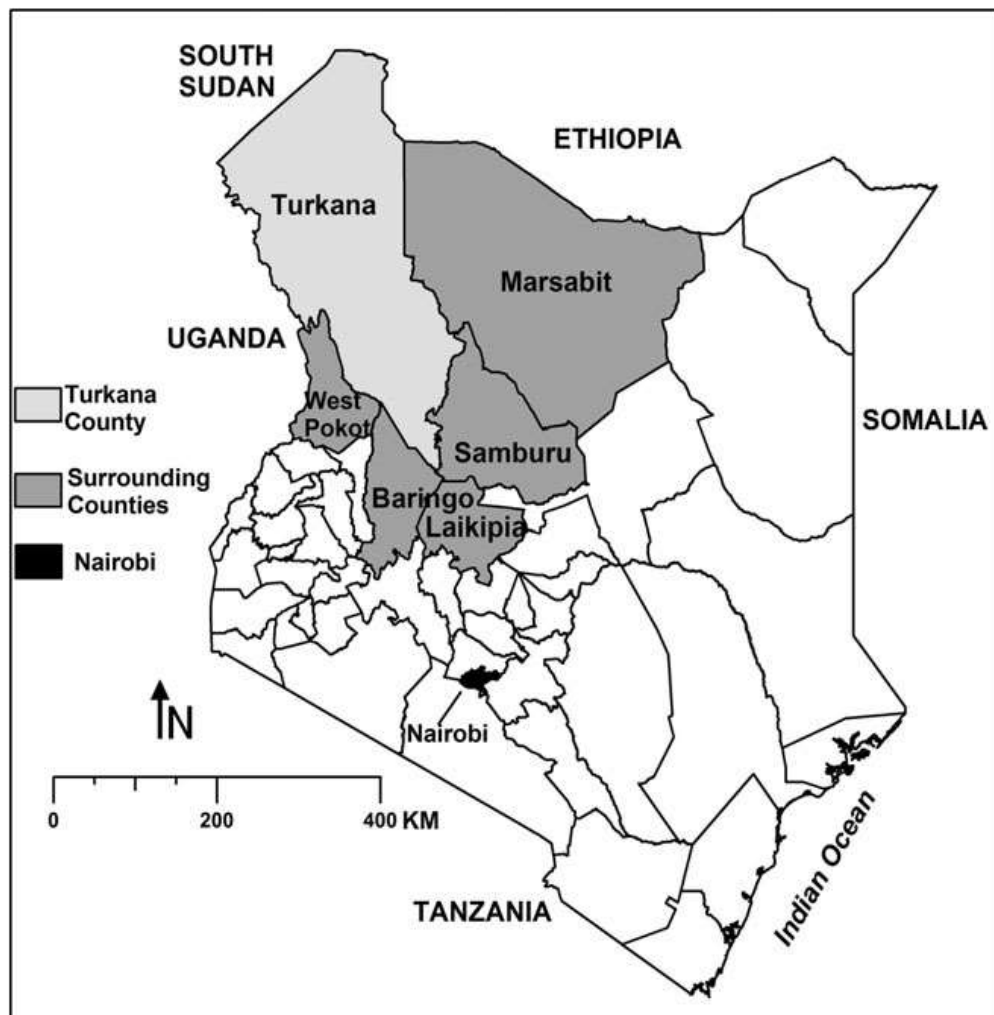 SOUTH
SUDAN
ETHIOPIA
Turkana
Marsabit
UGANDA
Turkana
County
West
Pokot
SOMALIA
Samburu
Surrounding
Counties
Baringo
Laikipia
Nairobi
N
Nairobi
0 200 400 KM
Indian Ocean
TANZANIA